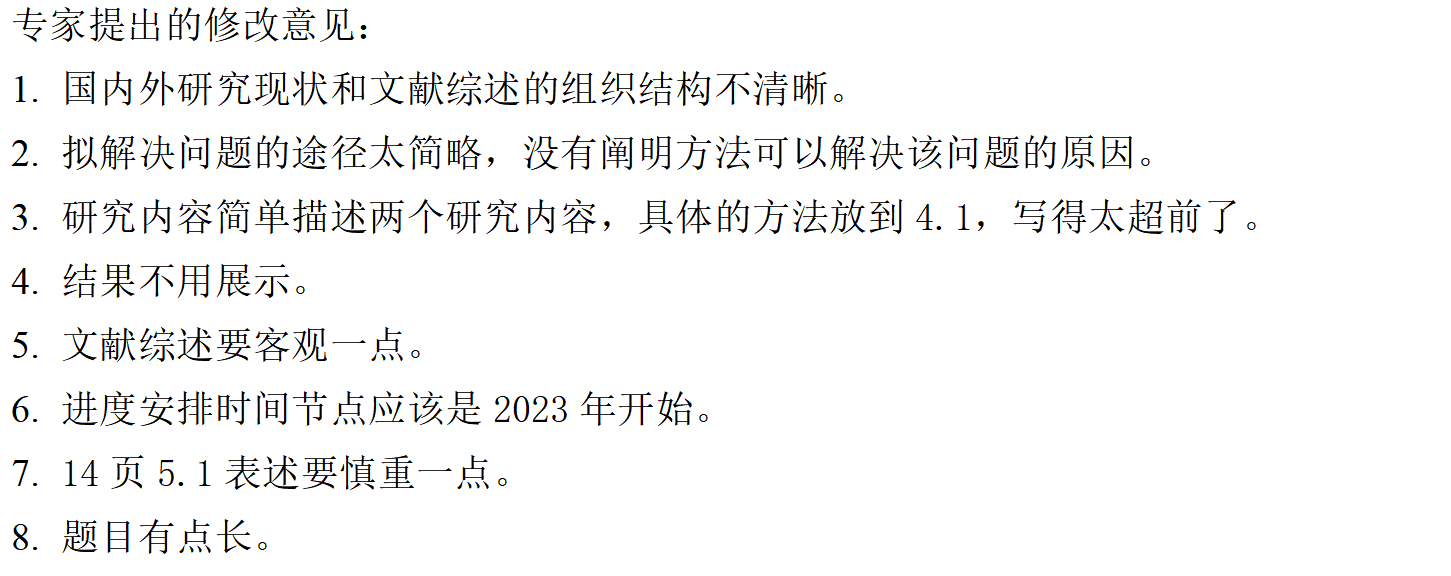 专家提出的修改意见：
1. 国内外研究现状和文献综述的组织结构不清晰。
2. 拟解决问题的途径太简略，没有阐明方法可以解决该问题的原因。
3. 研究内容简单描述两个研究内容，具体的方法放到 4.1，写得太超前了。
4. 结果不用展示。
5. 文献综述要客观一点。
6. 进度安排时间节点应该是 2023 年开始。
7. 14 页 5.1 表述要慎重一点。
8. 题目有点长。